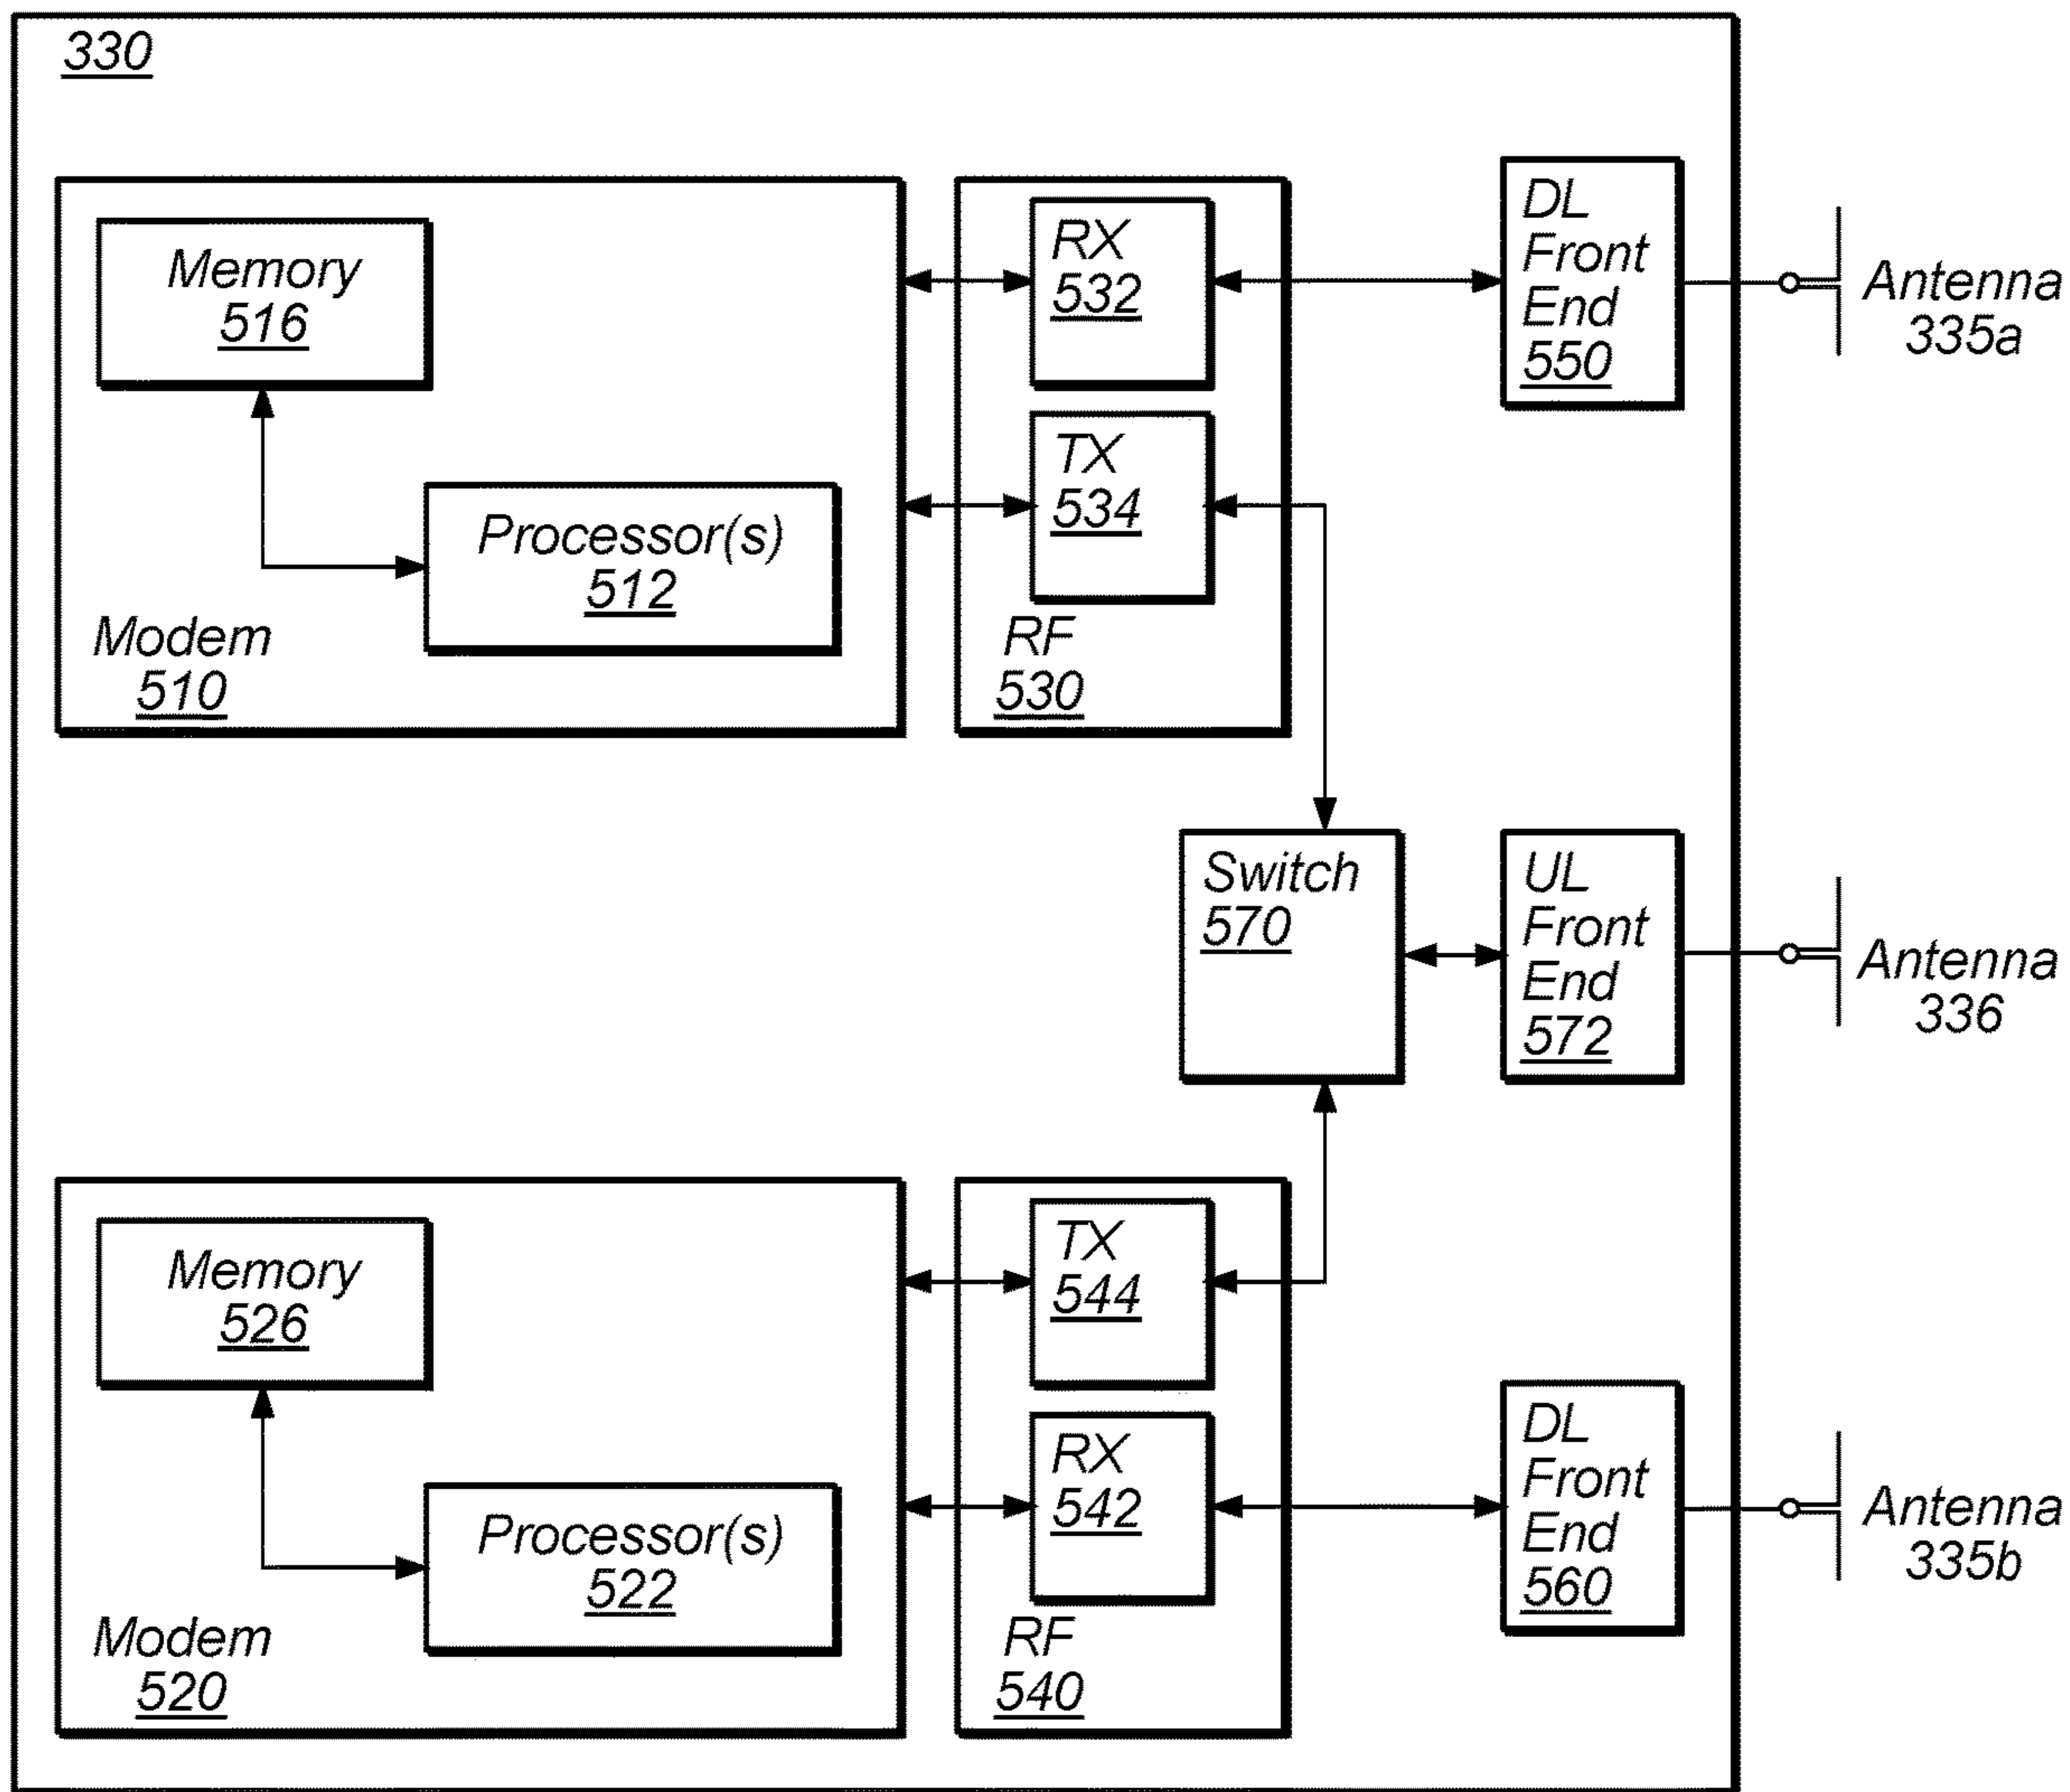 330
Memory
516
Processor(s)
512
Modem
510
RX
532
TX
534
RF
530
DL
Front
End
550
Antenna
335a
Switch
570
UL
Front
End
572
Antenna
336
Memory
526
Processor(s)
522
Modem
520
TX
544
RX
542
RF
540
DL
Front
End
560
Antenna
335b